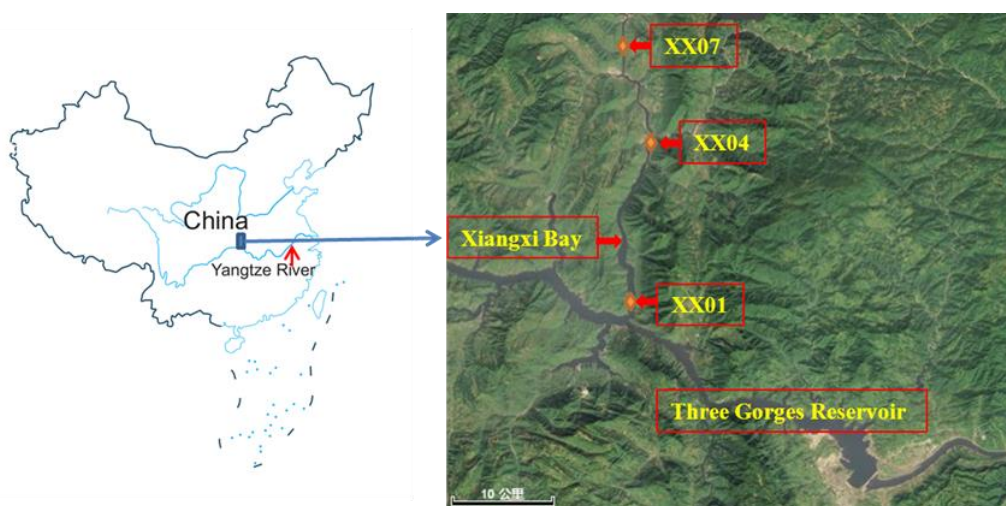 China
Yangtze River
XX07
XX04
Xiangxi Bay
XX01
Three Gorges Reservoir
10 公里